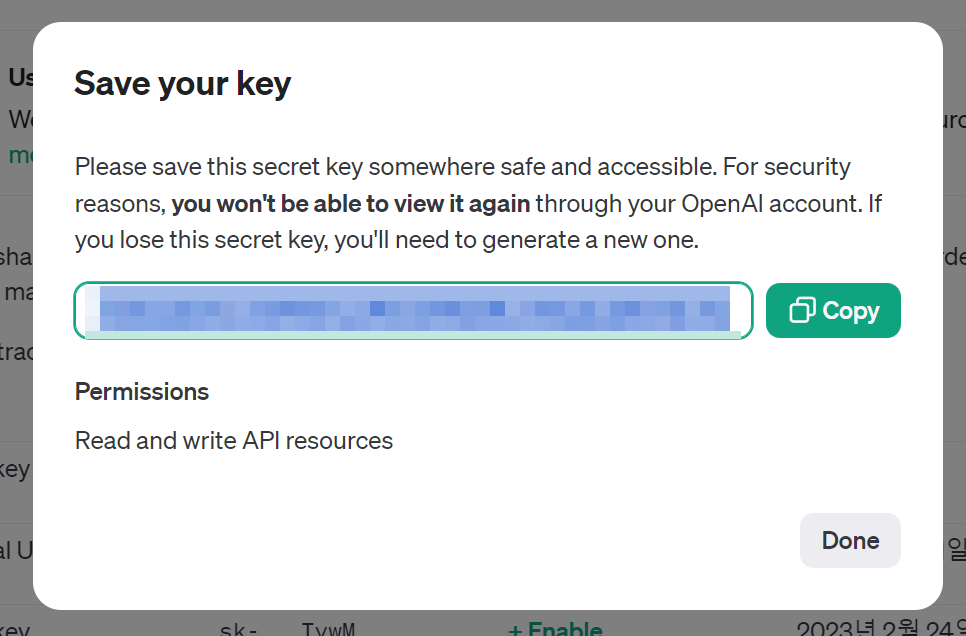 Save your key
Us
We
urc
me
Please save this secret key somewhere safe and accessible. For security
reasons, you won't be able to view it again through your OpenAI account. If
you lose this secret key, you'll need to generate a new one.
sha
rde
ma
Copy
trac
Permissions
Read and write API resources
key
al U
일
Done
key
sk-
TywM
+ Enable
2023년 2월 24일